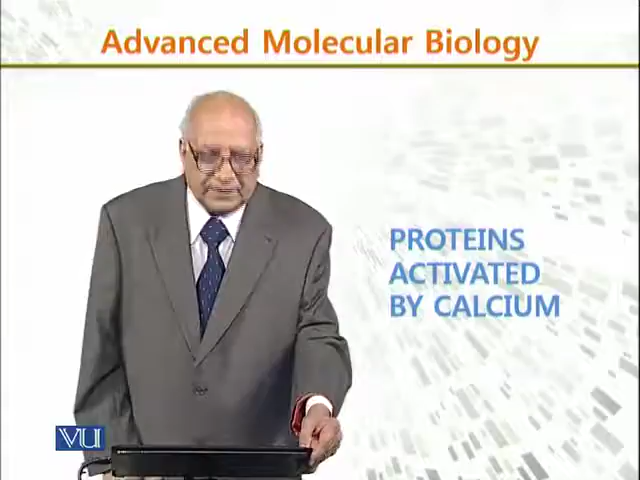 Advanced Molecular Biology
PROTEINS
ACTIVATED
BY CALCIUM
VU